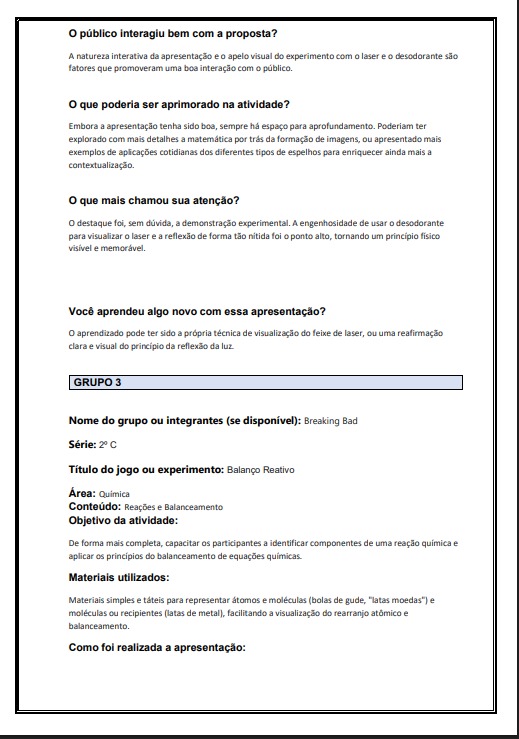 O público interagiu bem com a proposta?
A natureza interativa da apresentação e o apelo visual do experimento com o laser e o desodorante são
fatores que promoveram uma boa interação com o público.
O que poderia ser aprimorado na atividade?
Embora a apresentação tenha sido boa, sempre há espaço para aprofundamento. Poderiam ter
explorado com mais detalhes a matemática por trás da formação de imagens, ou apresentado mais
exemplos de aplicações cotidianas dos diferentes tipos de espelhos para enriquecer ainda mais a
contextualização.
O que mais chamou sua atenção?
O destaque foi, sem dúvida, a demonstração experimental. A engenhosidade de usar o desodorante
para visualizar o laser e a reflexão de forma tão nítida foi o ponto alto, tornando um princípio físico
visível e memorável.
Você aprendeu algo novo com essa apresentação?
O aprendizado pode ter sido a própria técnica de visualização do feixe de laser, ou uma reafirmação
clara e visual do princípio da reflexão da luz.
GRUPO 3
Nome do grupo ou integrantes (se disponível): Breaking Bad
Série: 2º C
Título do jogo ou experimento: Balanço Reativo
Área: Química
Conteúdo: Reações e Balanceamento
Objetivo da atividade:
De forma mais completa, capacitar os participantes a identificar componentes de uma reação química e
aplicar os princípios do balanceamento de equações químicas.
Materiais utilizados:
Materiais simples e táteis para representar átomos e moléculas (bolas de gude, "latas moedas") e
moléculas ou recipientes (latas de metal), facilitando a visualização do rearranjo atômico e
balanceamento.
Como foi realizada a apresentação: